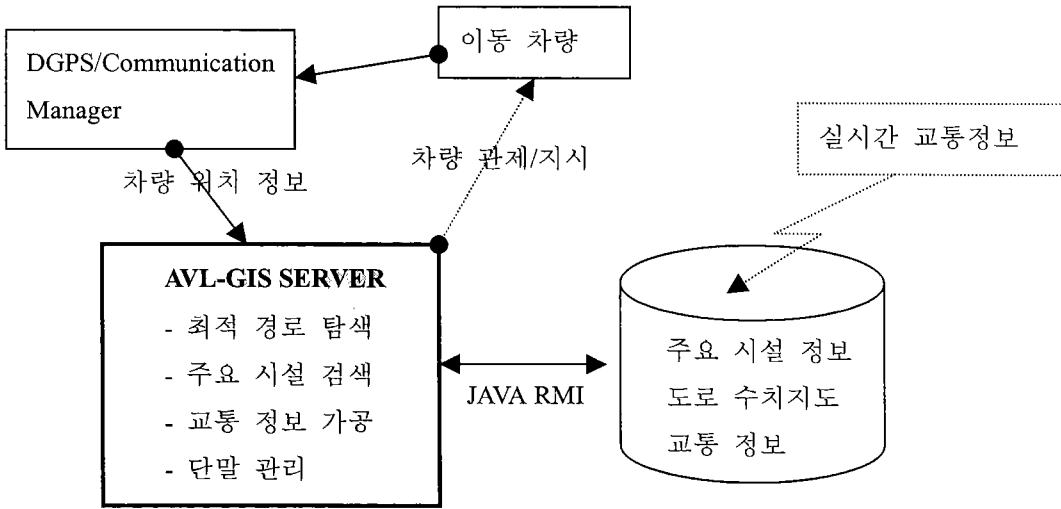 DGPS/Communication
Manager
이동 차량
실시간 교통정보
차량 위치 정보
차량 관제/지시
AVL-GIS SERVER
- 최적 경로 탐색
- 주요 시설 검색
- 교통 정보 가공
- 단말 관리
JAVA RMI
주요 시설 정보
도로 수치지도
교통 정보